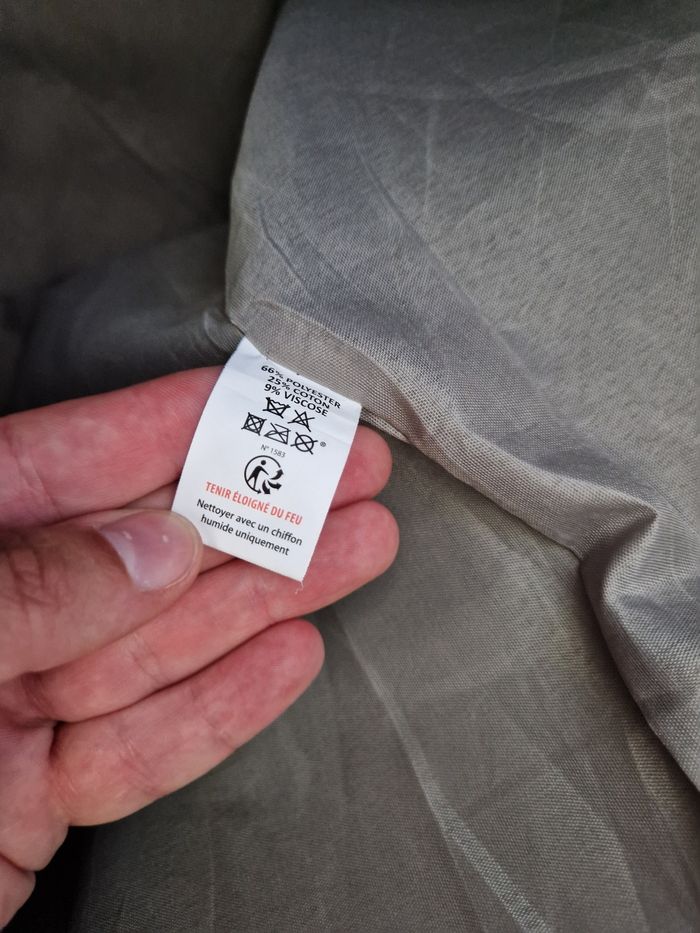 66% POLYESTER
25% COTON
9% VISCOSE
®
N° 1583
TENIR ÉLOIGNÉ DU FEU
Nettoyer avec un chiffon
humide uniquement